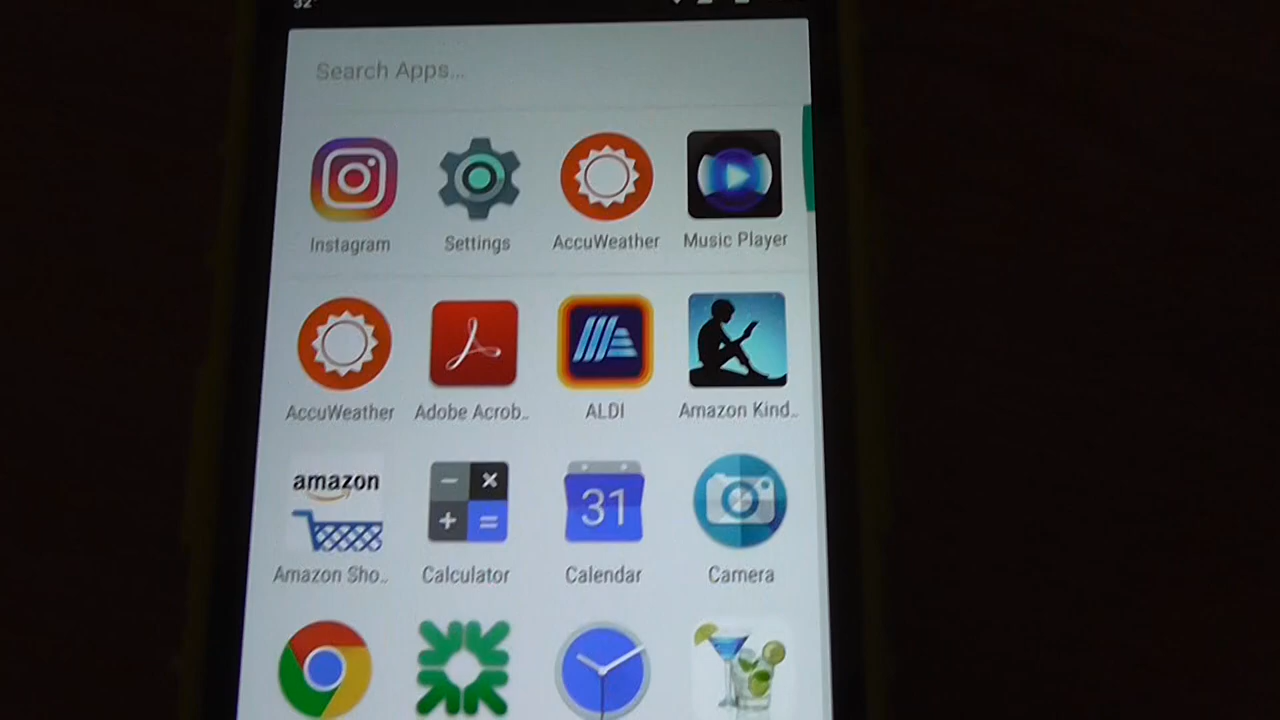 32°
Search Apps...
Instagram Settings AccuWeather Music Player
AccuWeather Adobe Acrob.. ALDI Amazon Kind..
amazon
31
Amazon Sho.. Calculator Calendar Camera